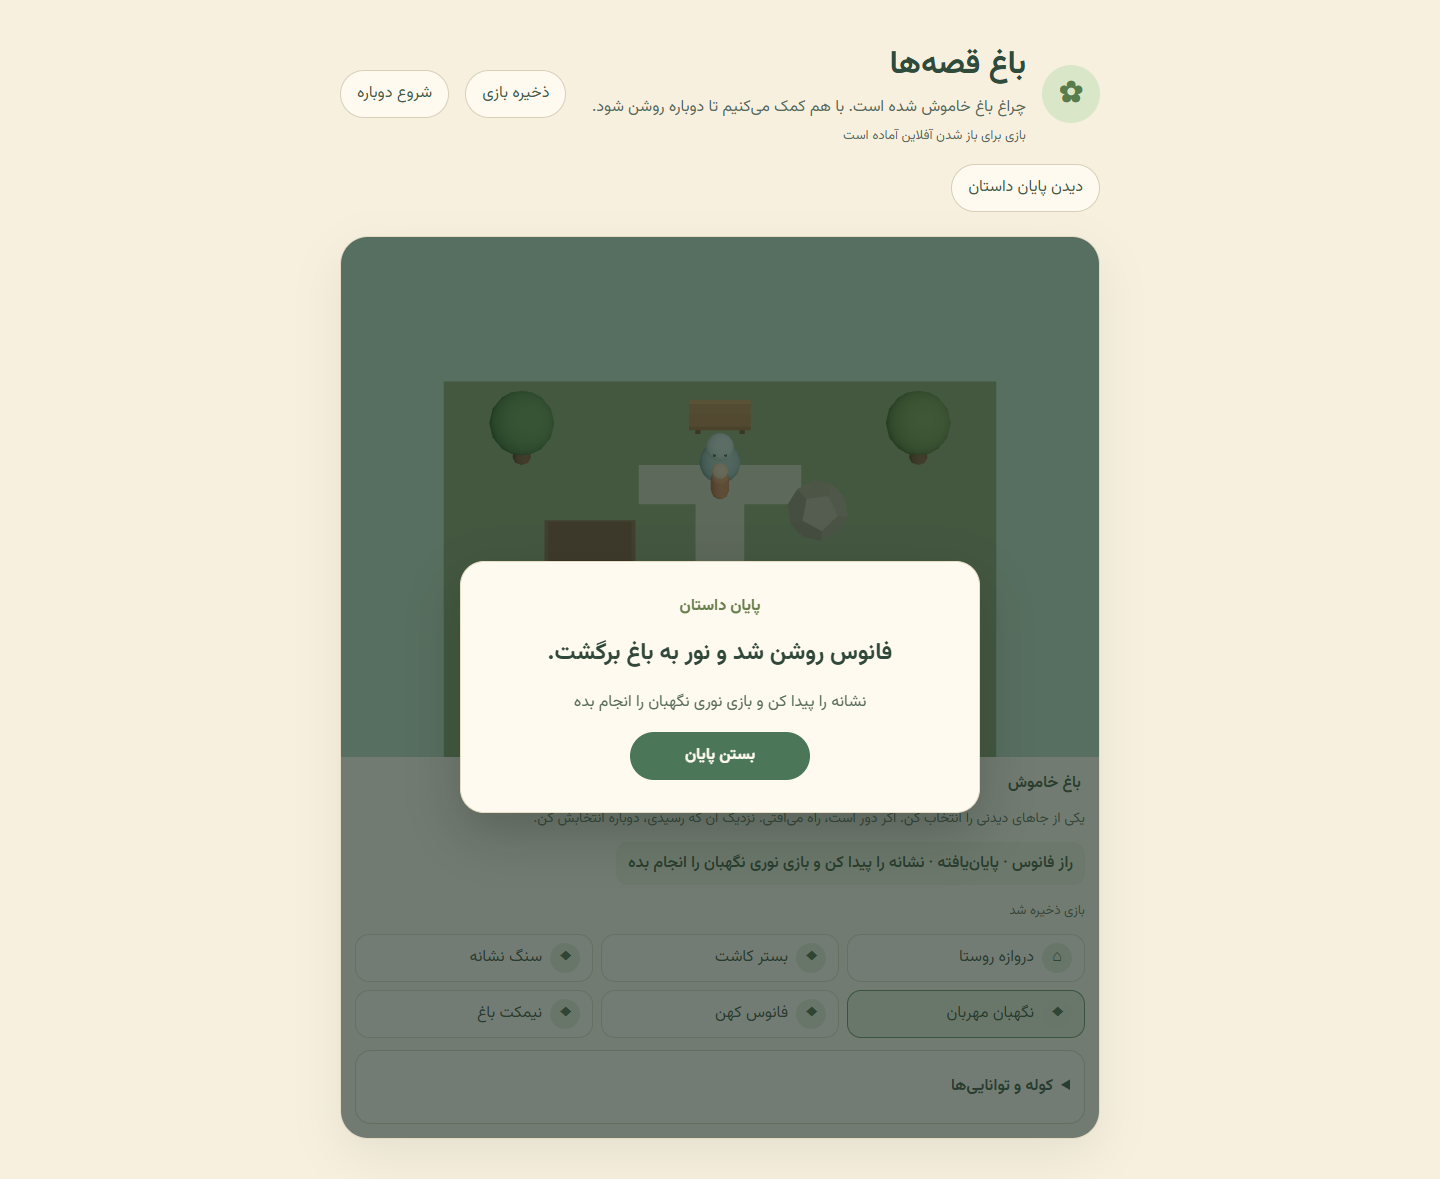 باغ قصه‌ها
چراغ باغ خاموش شده است. با هم کمک می‌کنیم تا دوباره روشن شود.
بازی برای باز شدن آفلاین آماده است
ذخیره بازی
شروع دوباره
دیدن پایان داستان
پایان داستان
فانوس روشن شد و نور به باغ برگشت.
نشانه را پیدا کن و بازی نوری نگهبان را انجام بده
بستن پایان
باغ خاموش
یکی از جاهای دیدنی را انتخاب کن. اگر دور است، راه می‌افتی. نزدیک آن که رسیدی، دوباره انتخابش کن.
راز فانوس · پایان‌یافته · نشانه را پیدا کن و بازی نوری نگهبان را انجام بده
بازی ذخیره شد
دروازه روستا
بستر کاشت
سنگ نشانه
نگهبان مهربان
فانوس کهن
نیمکت باغ
کوله و توانایی‌ها